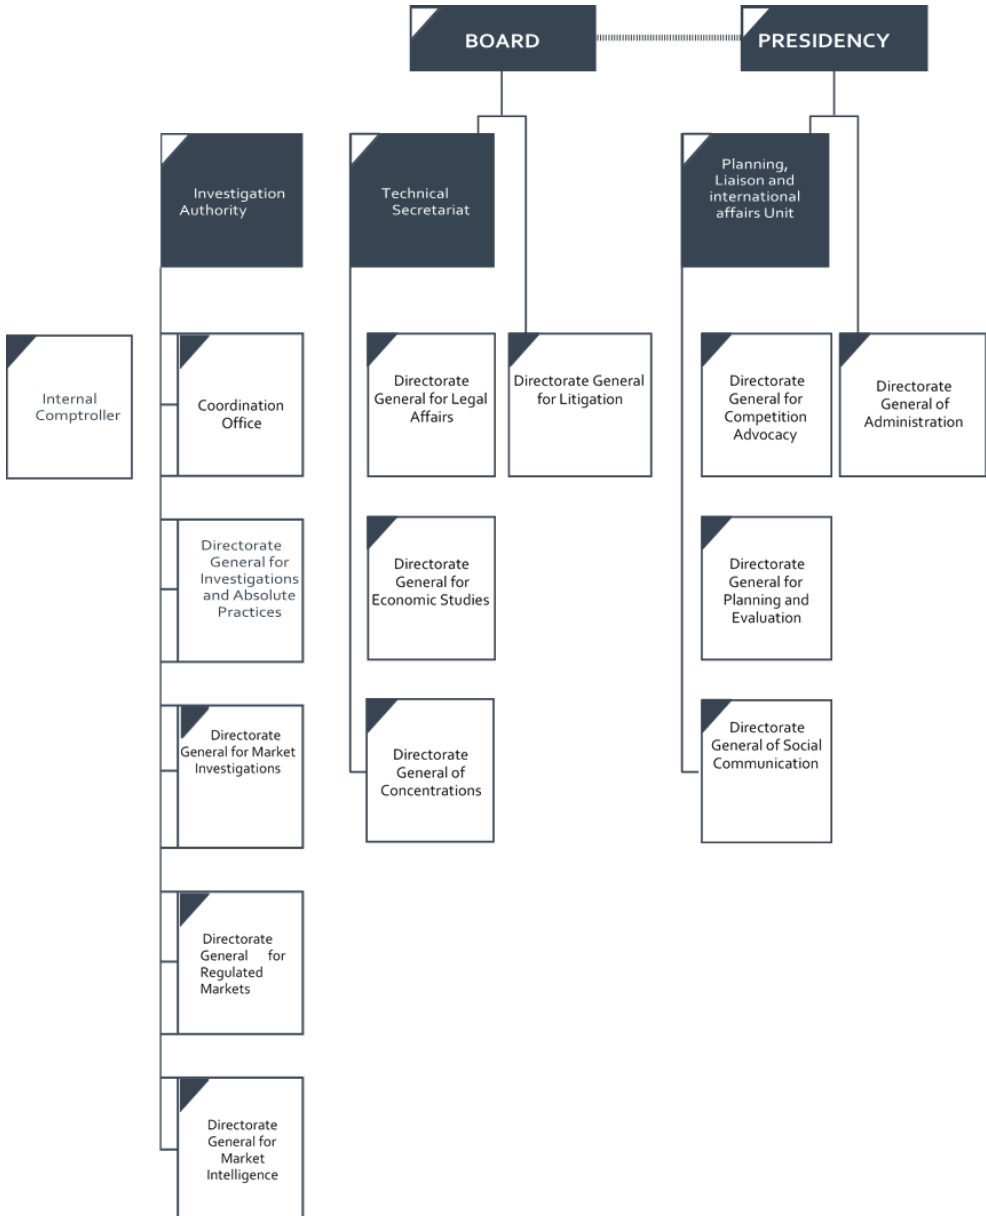 BOARD
PRESIDENCY
Investigation
Authority
Technical
Secretariat
Planning,
Liaison and
international
affairs Unit
Internal
Comptroller
Coordination
Office
Directorate
General for Legal
Affairs
Directorate General
for Litigation
Directorate
General for
Competition
Advocacy
Directorate
General of
Administration
Directorate
General for
Investigations
and Absolute
Practices
Directorate
General for
Economic Studies
Directorate
General for
Planning and
Evaluation
Directorate
General for Market
Investigations
Directorate
General of
Concentrations
Directorate
General of Social
Communication
Directorate
General for
Regulated
Markets
Directorate
General for
Market
Intelligence